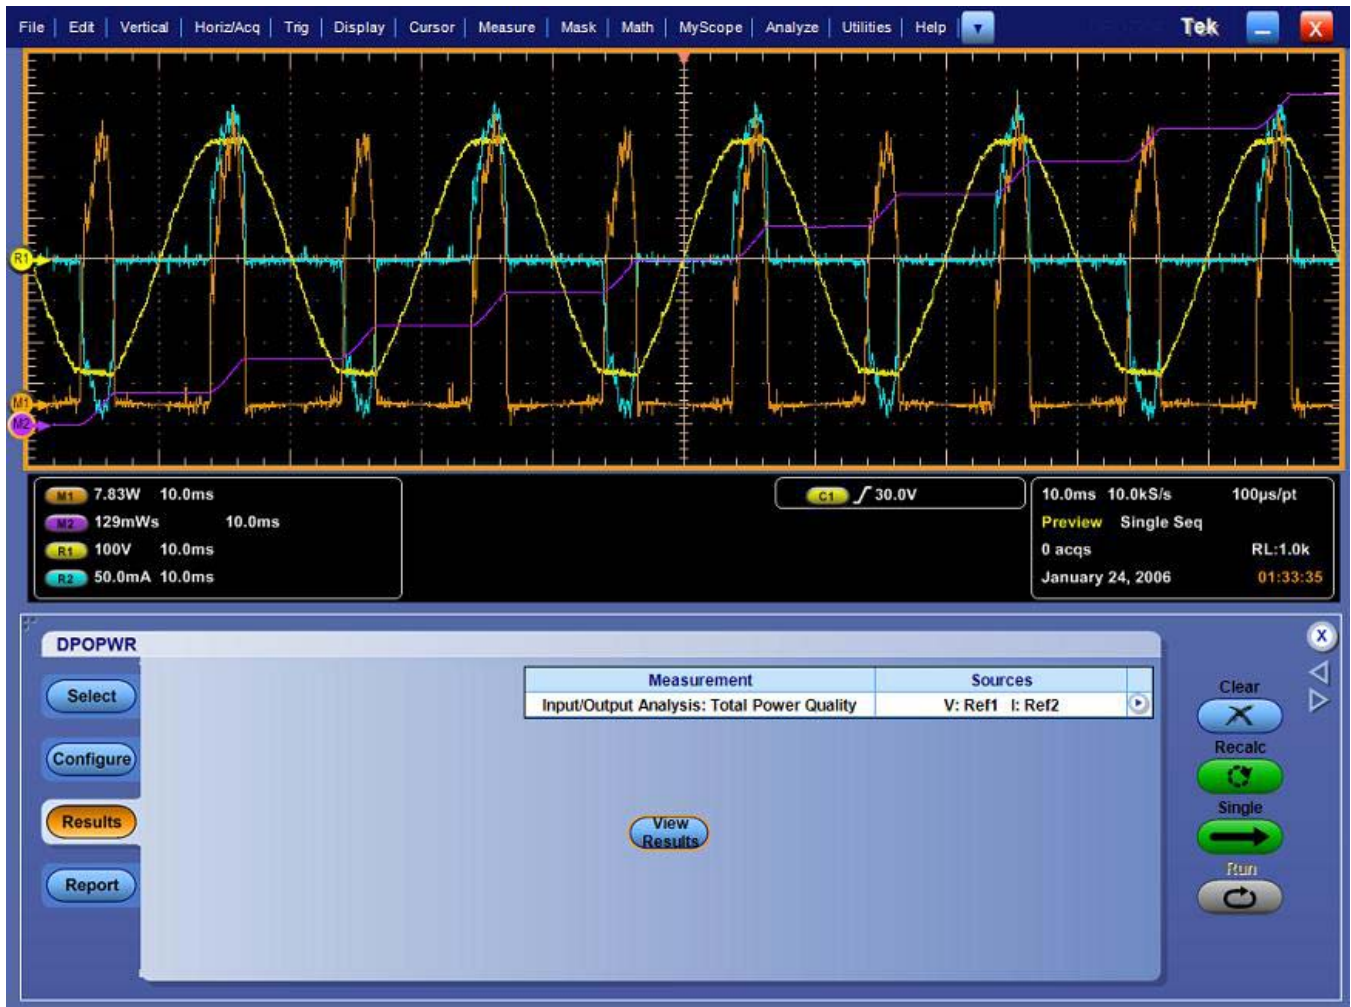 File | Edit | Vertical | Horiz/Acq | Trig | Display | Cursor | Measure | Mask | Math | MyScope | Analyze | Utilities | Help | Tek X
R1
M1
M2
M1 7.83W 10.0ms
M2 129mWs 10.0ms
R1 100V 10.0ms
R2 50.0mA 10.0ms
C1 30.0V
10.0ms 10.0kS/s 100µs/pt
Preview Single Seq
0 acqs RL:1.0k
January 24, 2006 01:33:35
DPOPWR
X
Select
Configure
Results
Report
Measurement Sources
Input/Output Analysis: Total Power Quality V: Ref1 I: Ref2
View
Results
Clear
Recalc
Single
Run